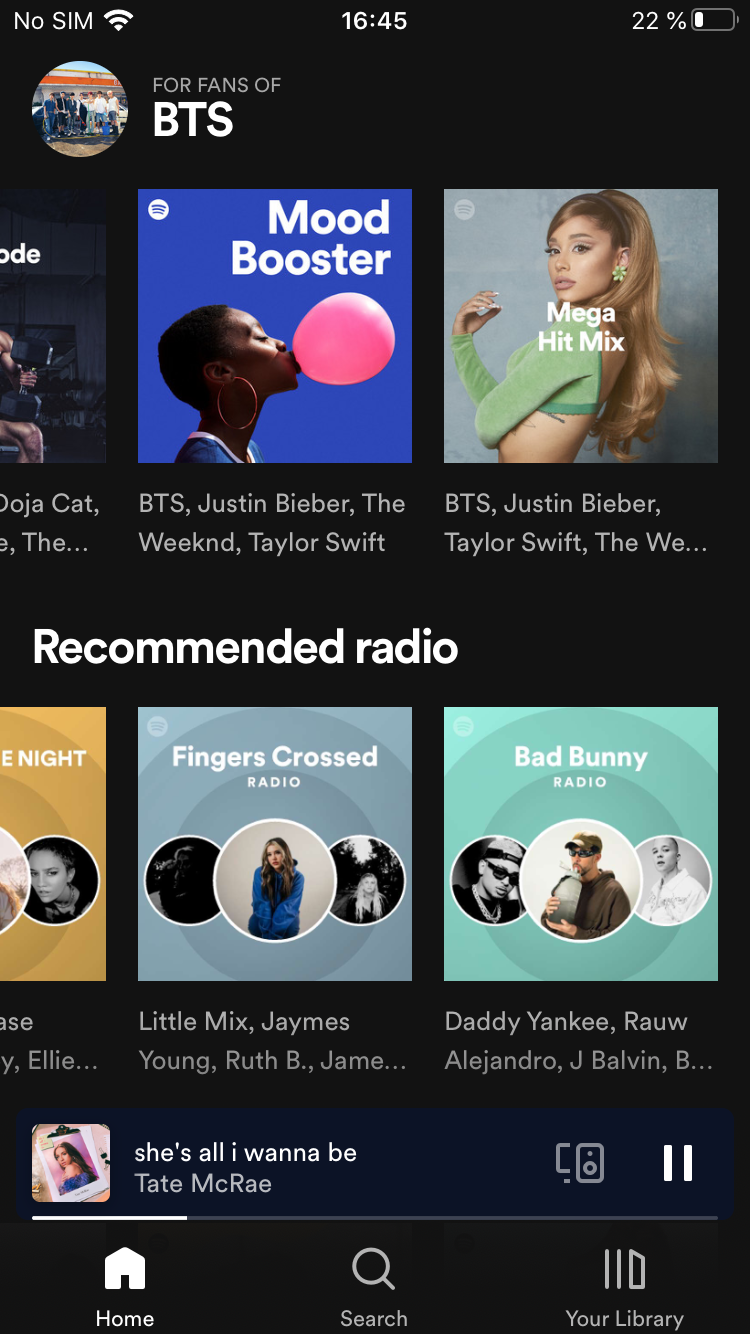 No SIM 16:45 22 %
FOR FANS OF
BTS
ode
Mood
Booster
Mega
Hit Mix
Doja Cat,
e, The...
BTS, Justin Bieber, The
Weeknd, Taylor Swift
BTS, Justin Bieber,
Taylor Swift, The We...
Recommended radio
E NIGHT
Fingers Crossed
RADIO
Bad Bunny
RADIO
ase
y, Ellie...
Little Mix, Jaymes
Young, Ruth B., Jame...
Daddy Yankee, Rauw
Alejandro, J Balvin, B...
she's all i wanna be
Tate McRae
Home
Search
Your Library